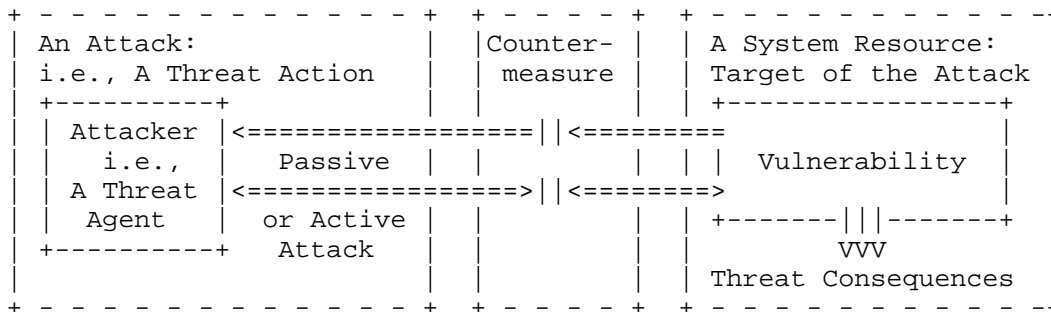 + - - - - - - - - - - - - + + - - - - + + - - - - - - - - - - -+
| An Attack: | |Counter- | | A System Resource: |
| i.e., A Threat Action | | measure | | Target of the Attack |
| +----------+ | | | | +-----------------+ |
| | Attacker |<==================||<========= | |
| | i.e., | Passive | | | | | Vulnerability | |
| | A Threat |<=================>||<========> | |
| | Agent | or Active | | | | +-------|||-------+ |
| +----------+ Attack | | | | VVV |
| | | | | Threat Consequences |
+ - - - - - - - - - - - - + + - - - - + + - - - - - - - - - - -+